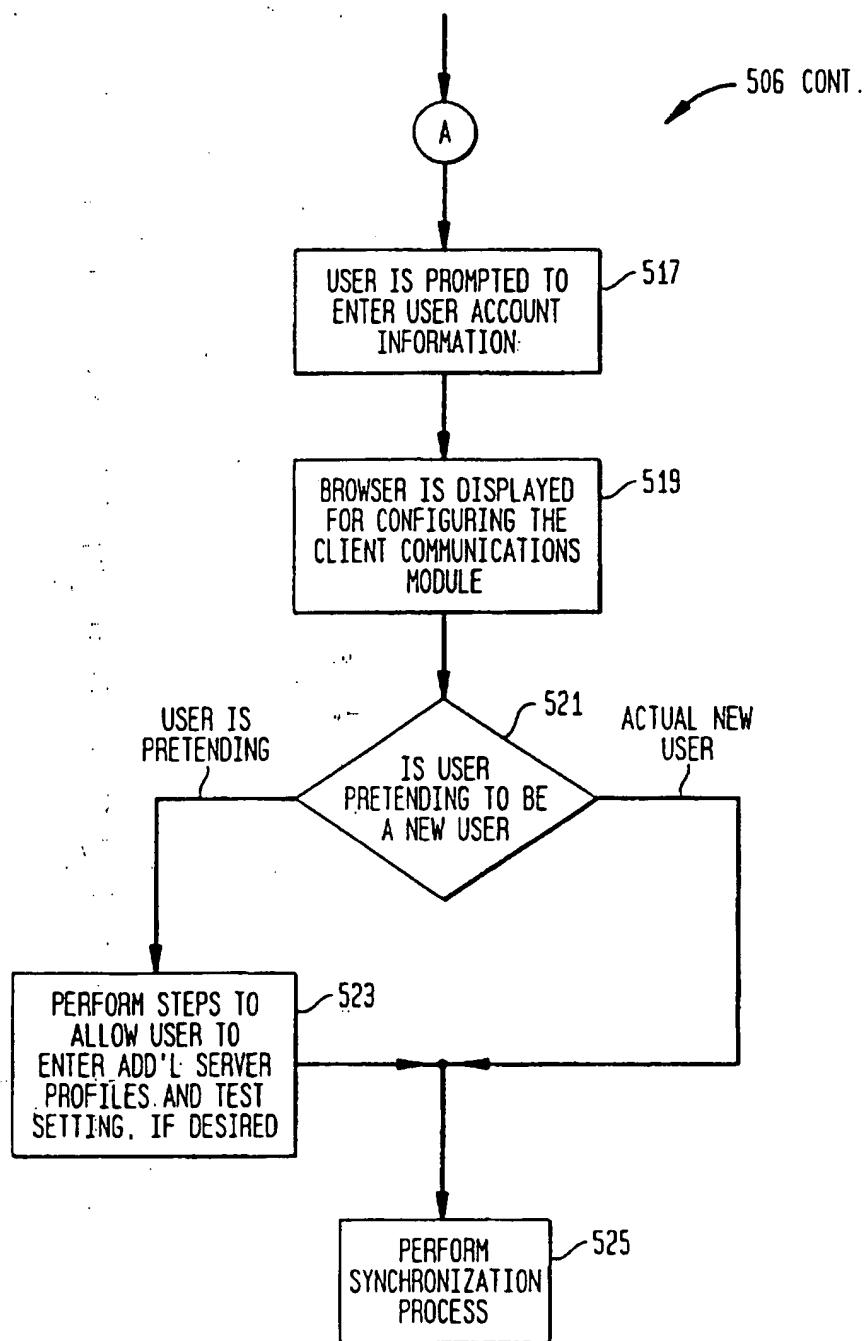 506 CONT.
A
USER IS PROMPTED TO
ENTER USER ACCOUNT
INFORMATION
517
BROWSER IS DISPLAYED
FOR CONFIGURING THE
CLIENT COMMUNICATIONS
MODULE
519
521
USER IS
PRETENDING
ACTUAL NEW
USER
IS USER
PRETENDING TO BE
A NEW USER
PERFORM STEPS TO
ALLOW USER TO
ENTER ADD'L SERVER
PROFILES AND TEST
SETTING, IF DESIRED
523
PERFORM
SYNCHRONIZATION
PROCESS
525